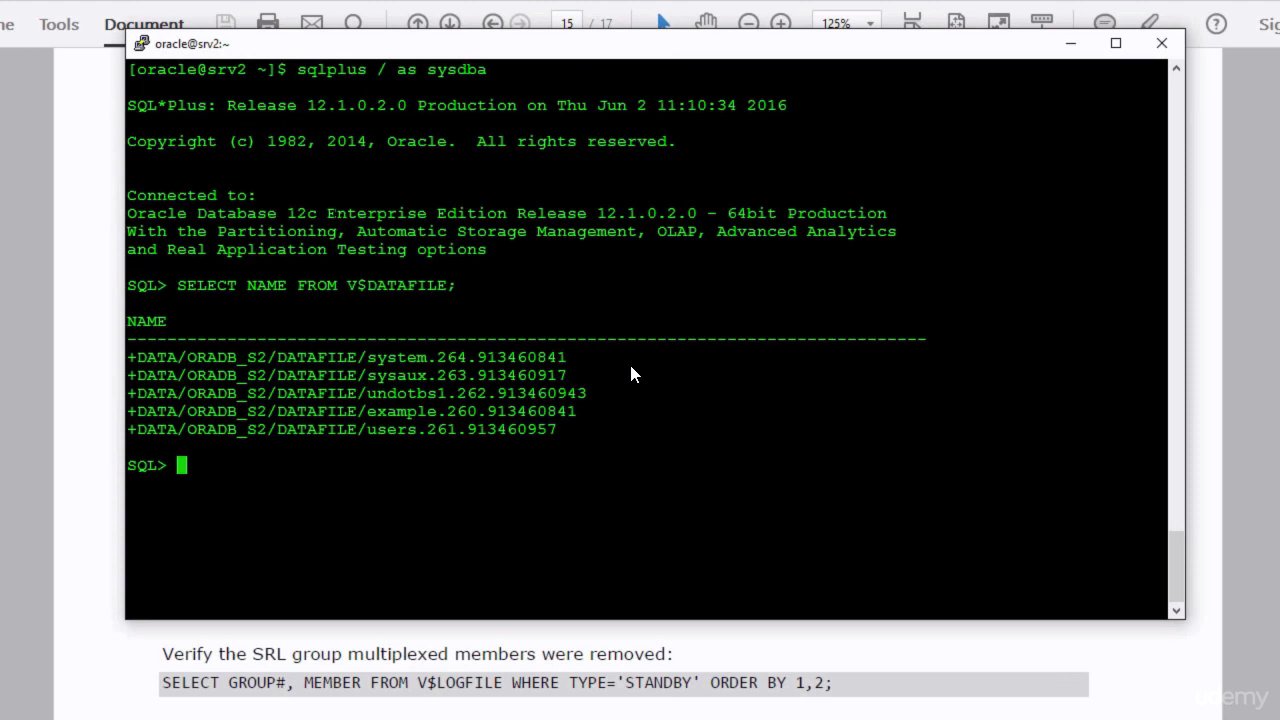 ne Tools Document 15 / 17 125% Sig
oracle@srv2:~
[oracle@srv2 ~]$ sqlplus / as sysdba
SQL*Plus: Release 12.1.0.2.0 Production on Thu Jun 2 11:10:34 2016
Copyright (c) 1982, 2014, Oracle.  All rights reserved.
Connected to:
Oracle Database 12c Enterprise Edition Release 12.1.0.2.0 - 64bit Production
With the Partitioning, Automatic Storage Management, OLAP, Advanced Analytics
and Real Application Testing options
SQL> SELECT NAME FROM V$DATAFILE;
NAME
--------------------------------------------------------------------------------
+DATA/ORADB_S2/DATAFILE/system.264.913460841
+DATA/ORADB_S2/DATAFILE/sysaux.263.913460917
+DATA/ORADB_S2/DATAFILE/undotbs1.262.913460943
+DATA/ORADB_S2/DATAFILE/example.260.913460841
+DATA/ORADB_S2/DATAFILE/users.261.913460957
SQL>
Verify the SRL group multiplexed members were removed:
SELECT GROUP#, MEMBER FROM V$LOGFILE WHERE TYPE='STANDBY' ORDER BY 1,2;
udemy